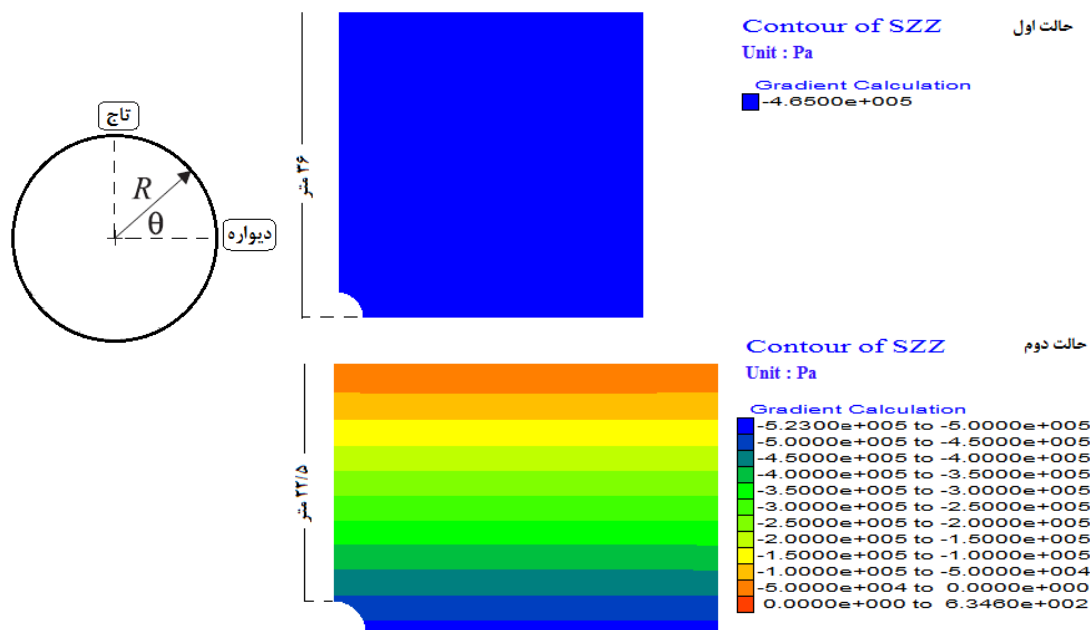 تاج
R
θ
دیواره
۳۶ متر
Contour of SZZ
حالت اول
Unit : Pa
Gradient Calculation
-4.6500e+005
۲۲/۵ متر
Contour of SZZ
حالت دوم
Unit : Pa
Gradient Calculation
-5.2300e+005 to -5.0000e+005
-5.0000e+005 to -4.5000e+005
-4.5000e+005 to -4.0000e+005
-4.0000e+005 to -3.5000e+005
-3.5000e+005 to -3.0000e+005
-3.0000e+005 to -2.5000e+005
-2.5000e+005 to -2.0000e+005
-2.0000e+005 to -1.5000e+005
-1.5000e+005 to -1.0000e+005
-1.0000e+005 to -5.0000e+004
-5.0000e+004 to 0.0000e+000
0.0000e+000 to 6.3460e+002